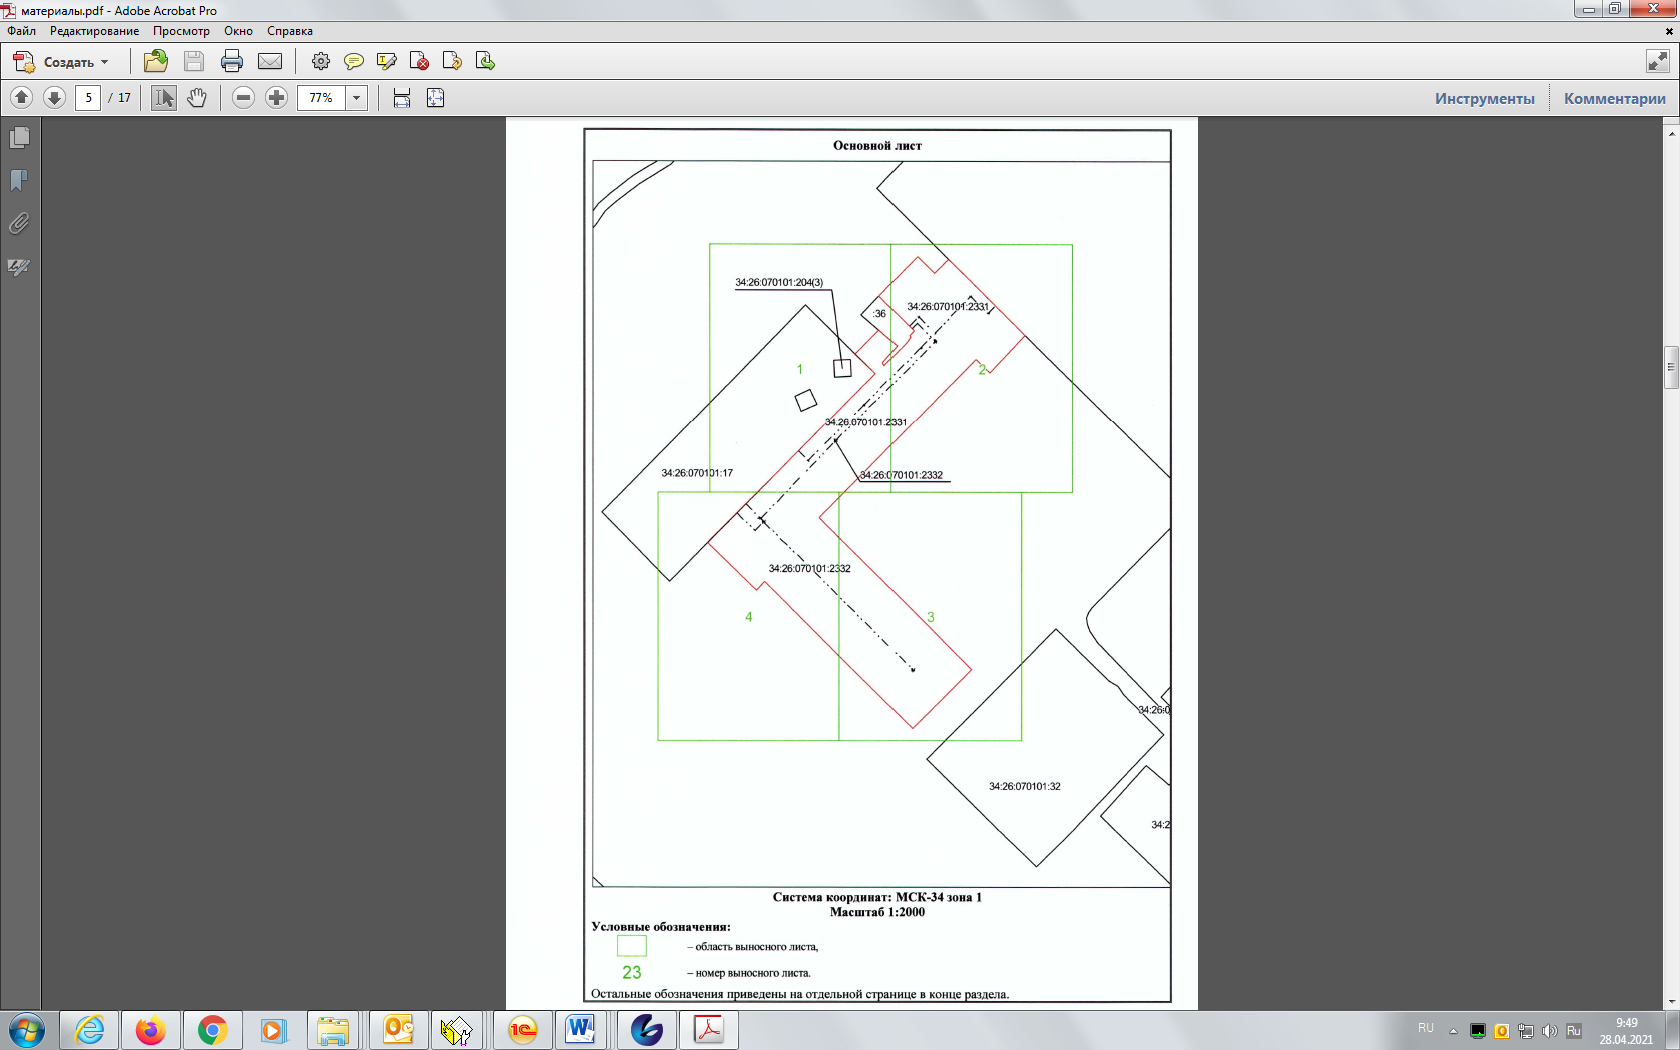 материалы.pdf - Adobe Acrobat Pro
Файл Редактирование Просмотр Окно Справка
Создать
5 / 17 77% Инструменты Комментарии
Основной лист
34:26:070101:204(3)
34:26:070101:2331
:36
1
2
34:26:070101:2331
34:26:070101:17
34:26:070101:2332
34:26:070101:2332
4
3
34:26:0
34:26:070101:32
34:2
Система координат: МСК-34 зона 1
Масштаб 1:2000
Условные обозначения:
– область выносного листа,
23 – номер выносного листа.
Остальные обозначения приведены на отдельной странице в конце раздела.
RU Ru 9:49
28.04.2021